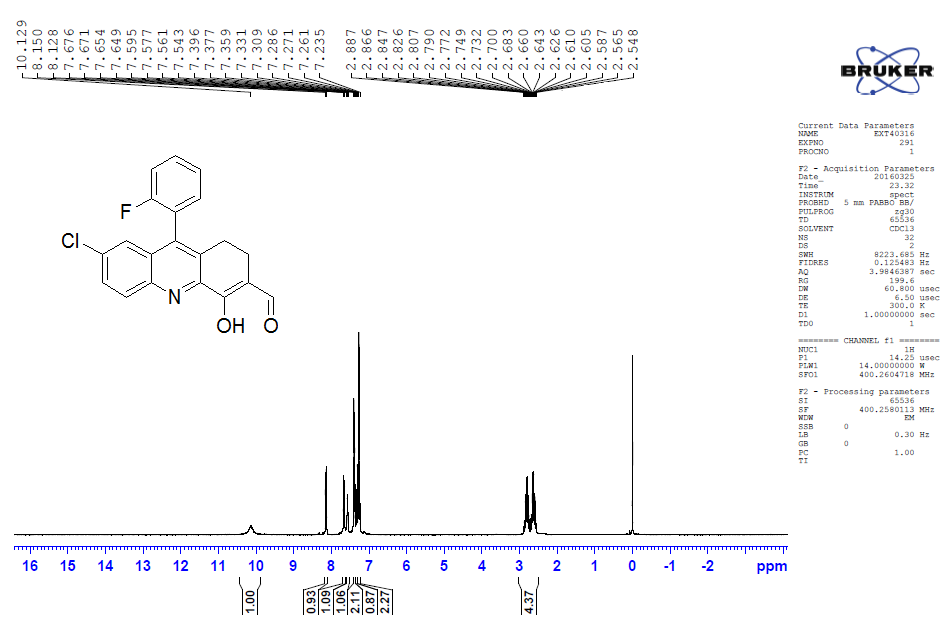 10.129 8.150 8.128 7.676 7.671 7.654 7.649 7.595 7.577 7.561 7.543 7.396 7.377 7.359 7.331 7.309 7.286 7.271 7.261 7.235 2.887 2.866 2.847 2.826 2.807 2.790 2.772 2.749 2.732 2.700 2.683 2.660 2.643 2.626 2.610 2.605 2.587 2.565 2.548
BRUKER
Current Data Parameters
NAME EXT40316
EXPNO 291
PROCNO 1
F2 - Acquisition Parameters
Date_ 20160325
Time 23.32
INSTRUM spect
PROBHD 5 mm PABBO BB/
PULPROG zg30
TD 65536
SOLVENT CDCl3
NS 32
DS 2
SWH 8223.685 Hz
FIDRES 0.125483 Hz
AQ 3.9846387 sec
RG 199.6
DW 60.800 usec
DE 6.50 usec
TE 300.0 K
D1 1.00000000 sec
TD0 1
======== CHANNEL f1 ========
NUC1 1H
P1 14.25 usec
PLW1 14.00000000 W
SFO1 400.2604718 MHz
F2 - Processing parameters
SI 65536
SF 400.2580113 MHz
WDW EM
SSB 0
LB 0.30 Hz
GB 0
PC 1.00
TI
F
Cl
N
OH O
16 15 14 13 12 11 10 9 8 7 6 5 4 3 2 1 0 -1 -2 ppm
1.00 0.93 1.09 1.06 2.11 0.87 2.27 4.37